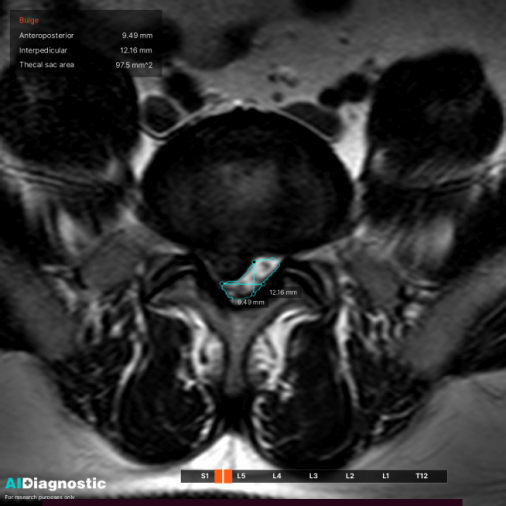 Bulge
Anteroposterior 9.49 mm
Interpedicular 12.16 mm
Thecal sac area 97.5 mm^2
12.16 mm
9.49 mm
S1 L5 L4 L3 L2 L1 T12
AIDiagnostic
For research purposes only